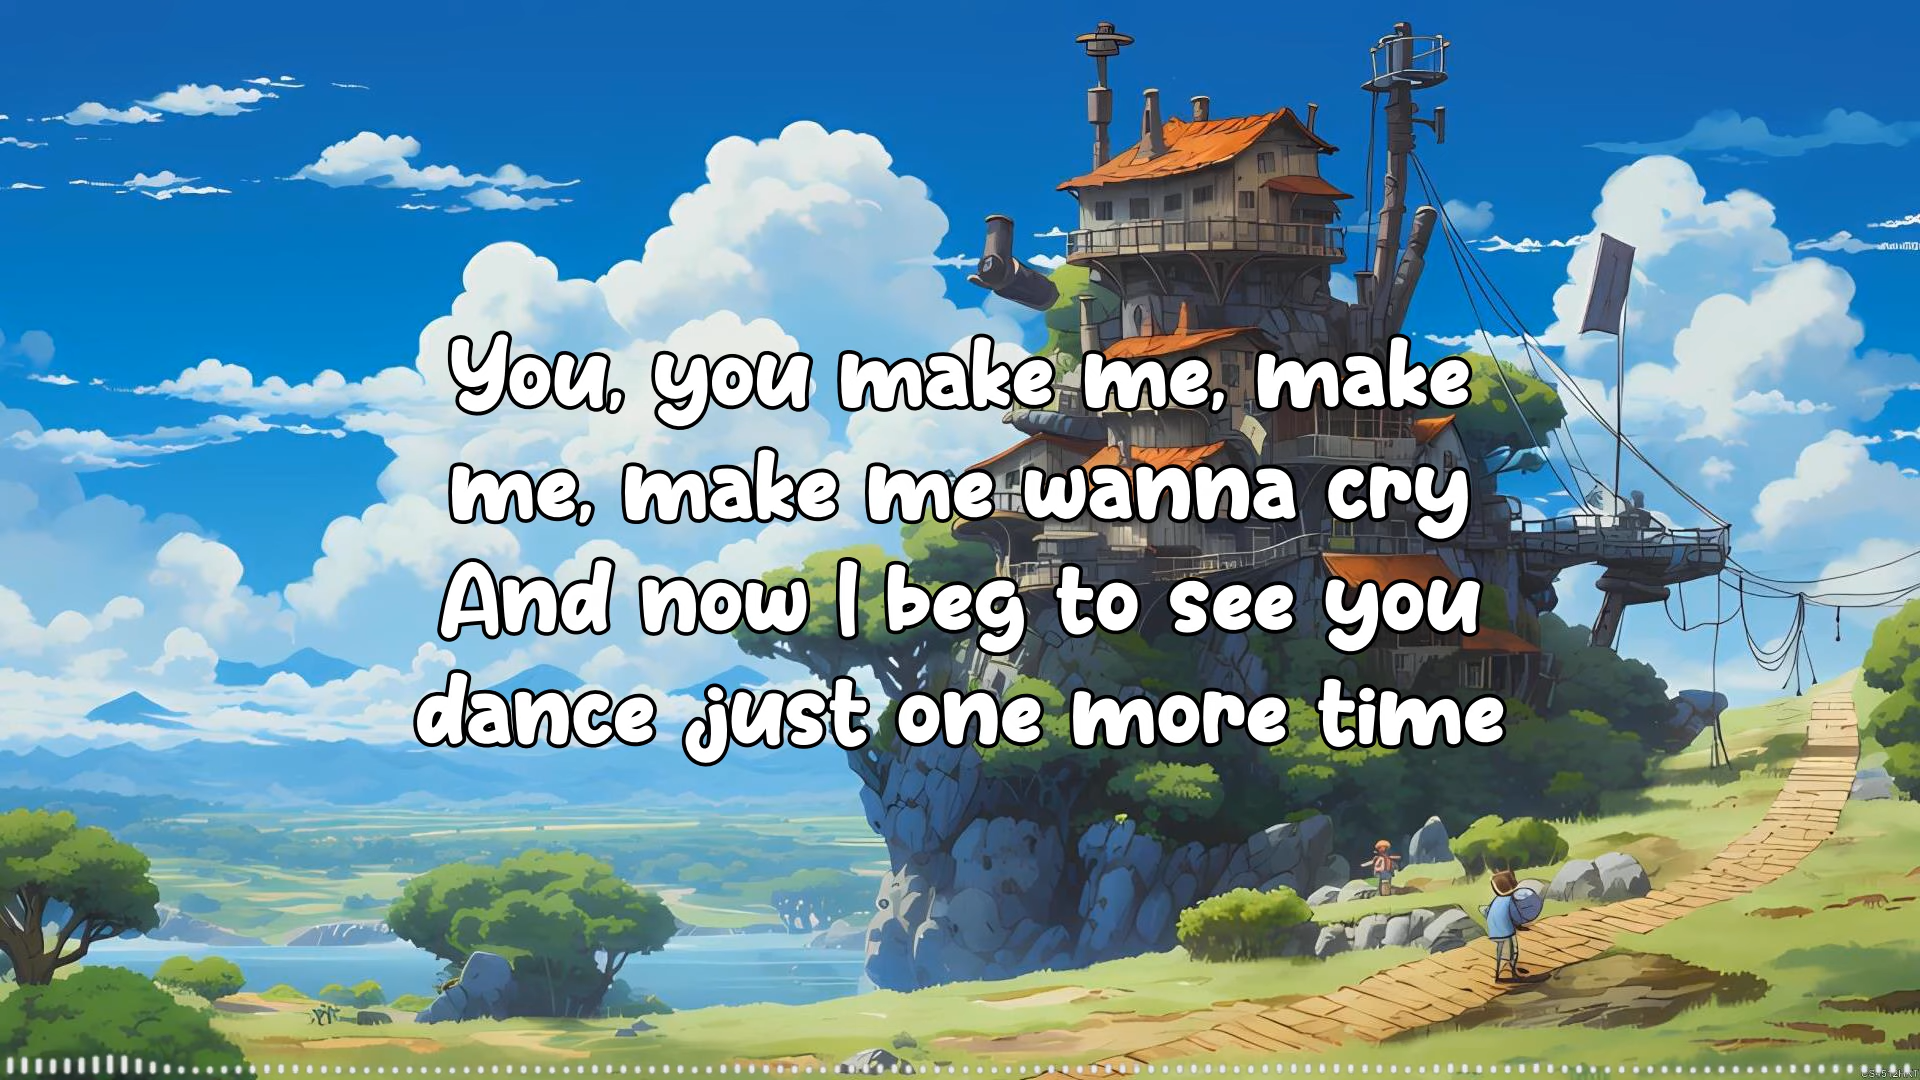 You, you make me, make
me, make me wanna cry
And now I beg to see you
dance just one more time